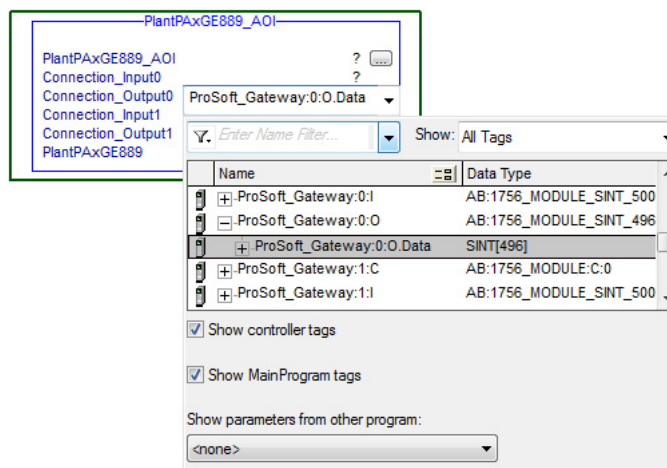 PlantPAxGE889_AOI
PlantPAxGE889_AOI ? ...
Connection_Input0 ?
Connection_Output0 ProSoft_Gateway:0:O.Data
Connection_Input1
Connection_Output1
PlantPAxGE889
Enter Name Filter... Show: All Tags
Name Data Type
ProSoft_Gateway:0:I AB:1756_MODULE_SINT_500
ProSoft_Gateway:0:O AB:1756_MODULE_SINT_496
ProSoft_Gateway:0:O.Data SINT[496]
ProSoft_Gateway:1:C AB:1756_MODULE:C:0
ProSoft_Gateway:1:I AB:1756_MODULE_SINT_500
Show controller tags
Show MainProgram tags
Show parameters from other program:
<none>